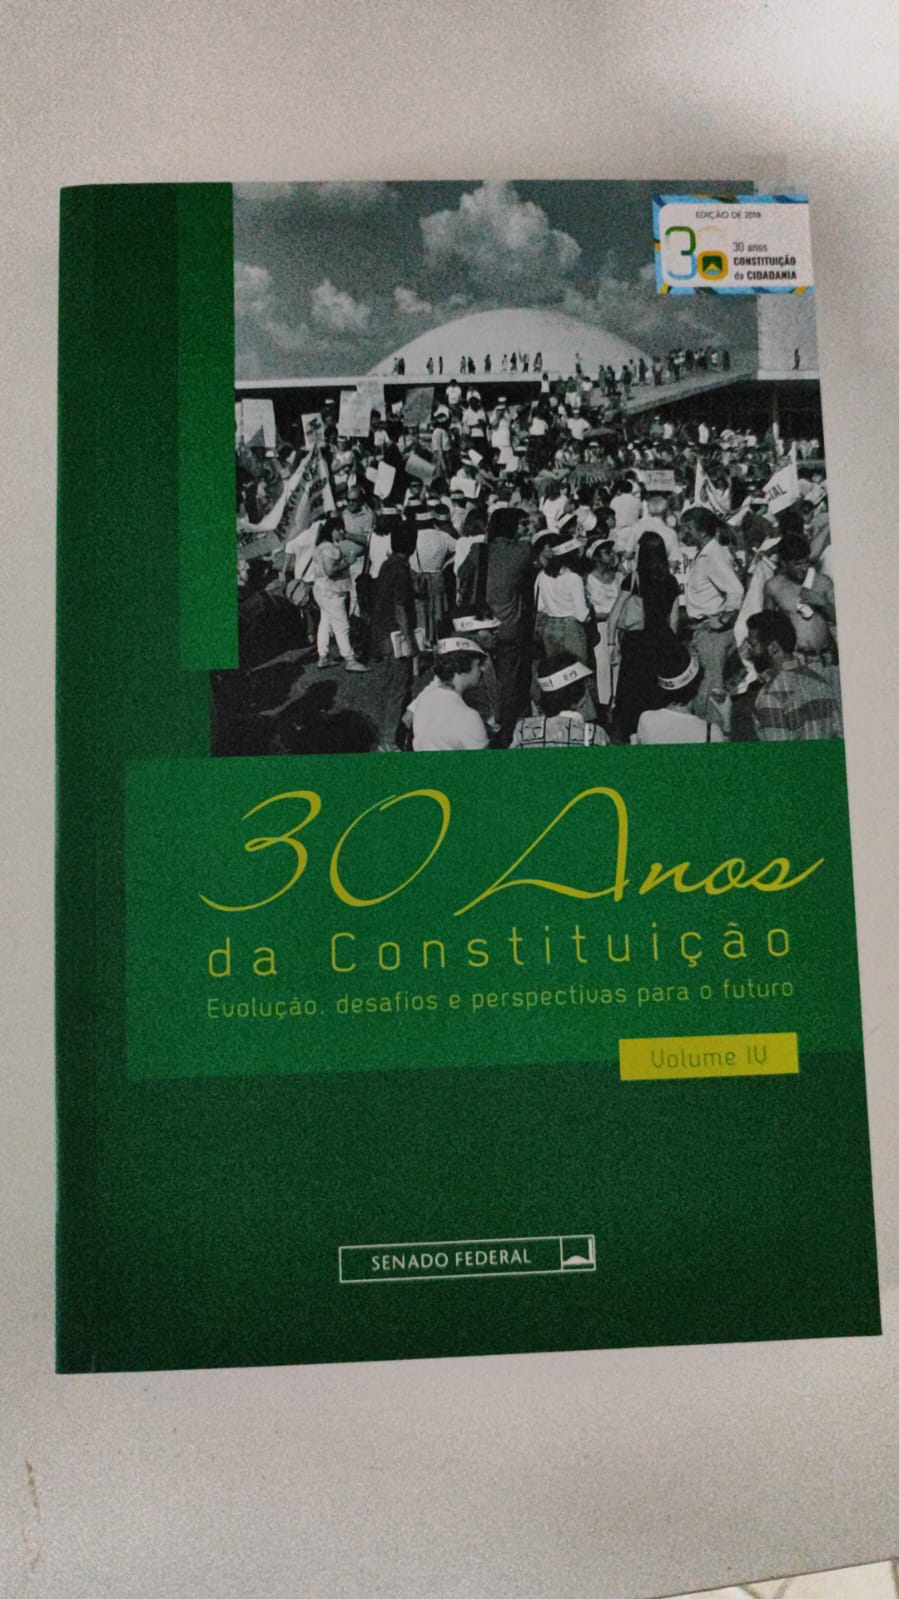 EDIÇÃO DE 2018
30
30 anos
CONSTITUIÇÃO
da CIDADANIA
30 Anos
da Constituição
Evolução, desafios e perspectivas para o futuro
Volume IV
SENADO FEDERAL